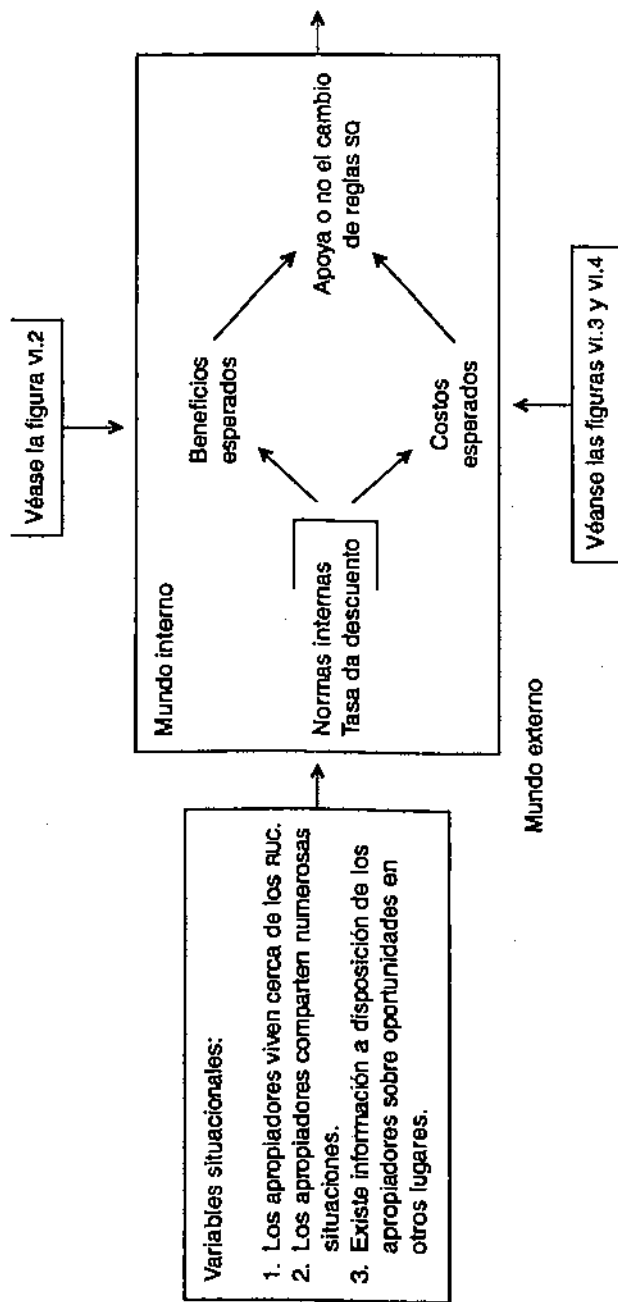 Variables situacionales:
1. Los apropiadores viven cerca de los RUC.
2. Los apropiadores comparten numerosas
situaciones.
3. Existe información a disposición de los
apropiadores sobre oportunidades en
otros lugares.
Véase la figura VI.2
Mundo interno
Normas internas
Tasa da descuento
Beneficios
esperados
Costos
esperados
Apoya o no el cambio
de reglas SQ
Mundo externo
Véanse las figuras VI.3 y VI.4